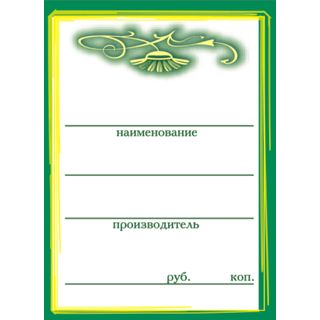 наименование
производитель
руб. коп.